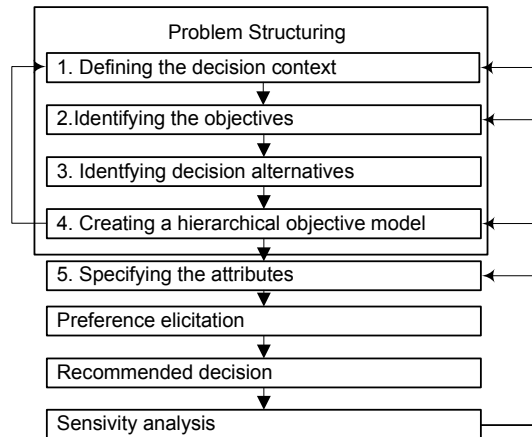 Problem Structuring
1. Defining the decision context
2.Identifying the objectives
3. Identfying decision alternatives
4. Creating a hierarchical objective model
5. Specifying the attributes
Preference elicitation
Recommended decision
Sensivity analysis